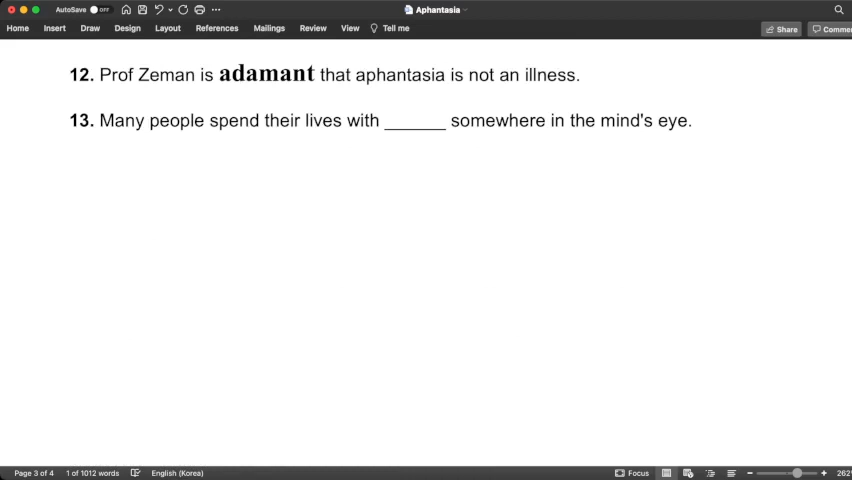 AutoSave OFF Aphantasia
Home Insert Draw Design Layout References Mailings Review View Tell me Share Comme
12. Prof Zeman is adamant that aphantasia is not an illness.
13. Many people spend their lives with _______ somewhere in the mind's eye.
Page 3 of 4 1 of 1012 words English (Korea) Focus 262%